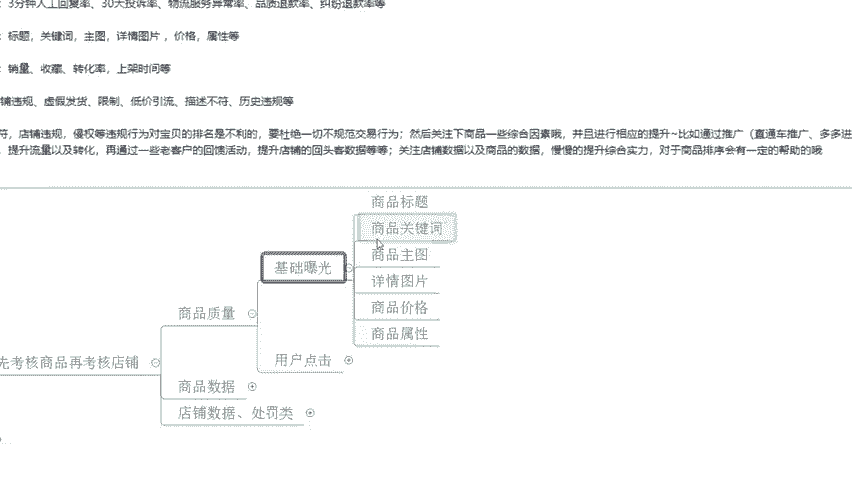 ：3分钟人工回复率、30天投诉率、物流服务异常率、品质退款率、纠纷退款率等
：标题，关键词，主图，详情图片，价格，属性等
：销量、收藏、转化率，上架时间等
铺违规、虚假发货、限制、低价引流、描述不符、历史违规等
符，店铺违规，侵权等违规行为对宝贝的排名是不利的，要杜绝一切不规范交易行为；然后关注下商品一些综合因素哦，并且进行相应的提升~比如通过推广（直通车推广、多多进
提升流量以及转化，再通过一些老客户的回馈活动，提升店铺的回头客数据等等；关注店铺数据以及商品的数据，慢慢的提升综合实力，对于商品排序会有一定的帮助的哦
商品标题
商品关键词
商品主图
基础曝光
详情图片
商品价格
商品质量
商品属性
用户点击
先考核商品再考核店铺
商品数据
店铺数据、处罚类